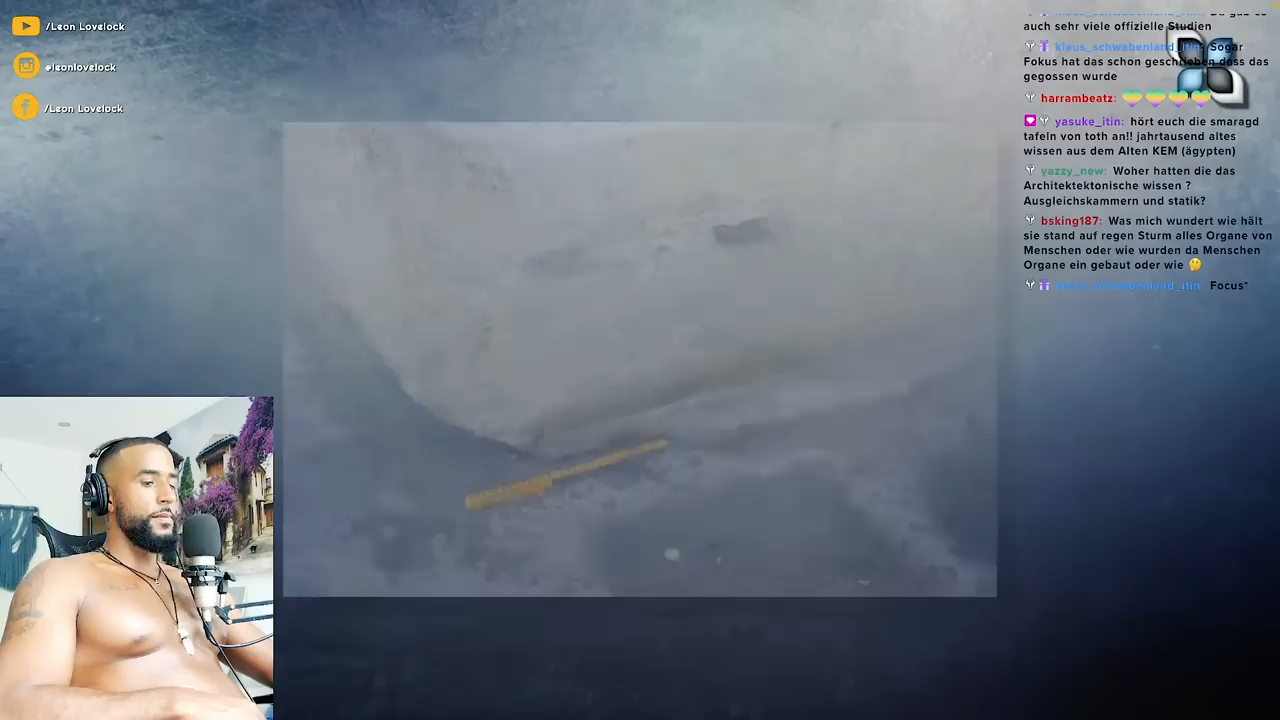 /Leon Lovelock
@leonlovelock
/Leon Lovelock
auch sehr viele offizielle Studien
klaus_schwabenland_itin: Sogar
Fokus hat das schon geschrieben dass das
gegossen wurde
harrambeatz:
yasuke_itin: hört euch die smaragd
tafeln von toth an!! jahrtausend altes
wissen aus dem Alten KEM (ägypten)
yazzy_new: Woher hatten die das
Architektektonische wissen ?
Ausgleichskammern und statik?
bsking187: Was mich wundert wie hält
sie stand auf regen Sturm alles Organe von
Menschen oder wie wurden da Menschen
Organe ein gebaut oder wie 🤔
klaus_schwabenland_itin: Focus*